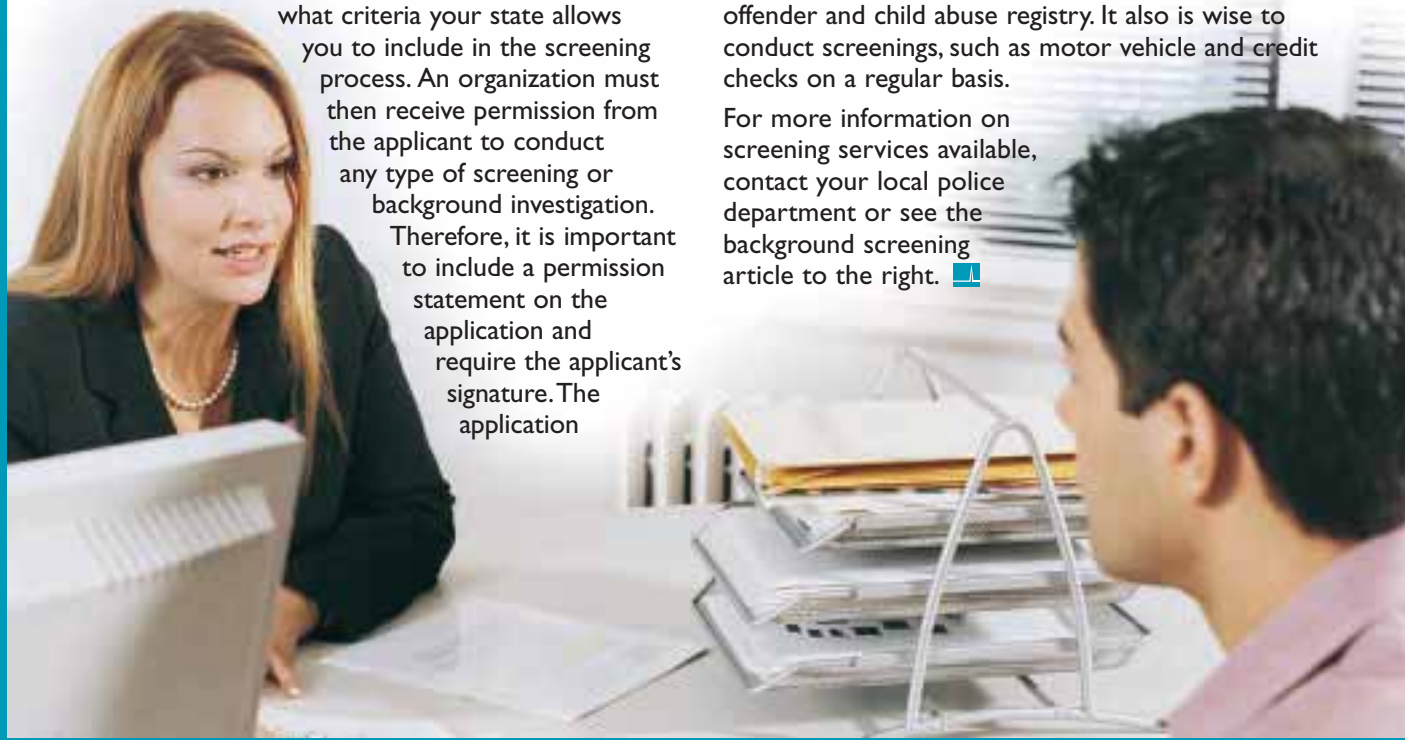 what criteria your state allows
you to include in the screening
process. An organization must
then receive permission from
the applicant to conduct
any type of screening or
background investigation.
Therefore, it is important
to include a permission
statement on the
application and
require the applicant’s
signature. The
application
offender and child abuse registry. It also is wise to
conduct screenings, such as motor vehicle and credit
checks on a regular basis.
For more information on
screening services available,
contact your local police
department or see the
background screening
article to the right.